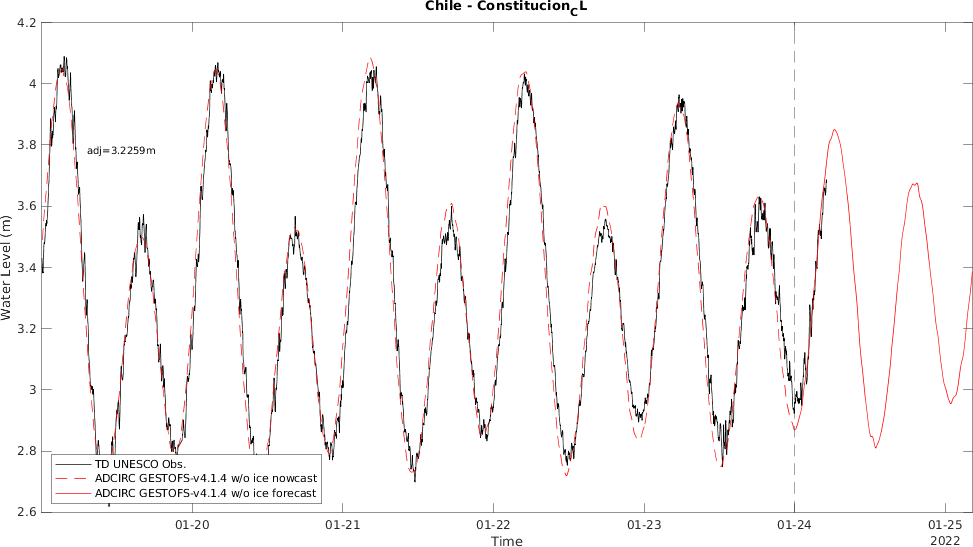 Chile - Constitucion_CL
4.2
4
3.8
3.6
3.4
3.2
3
2.8
2.6
Water Level (m)
adj=3.2259m
TD UNESCO Obs.
ADCIRC GESTOFS-v4.1.4 w/o ice nowcast
ADCIRC GESTOFS-v4.1.4 w/o ice forecast
01-20 01-21 01-22 01-23 01-24 01-25
Time 2022